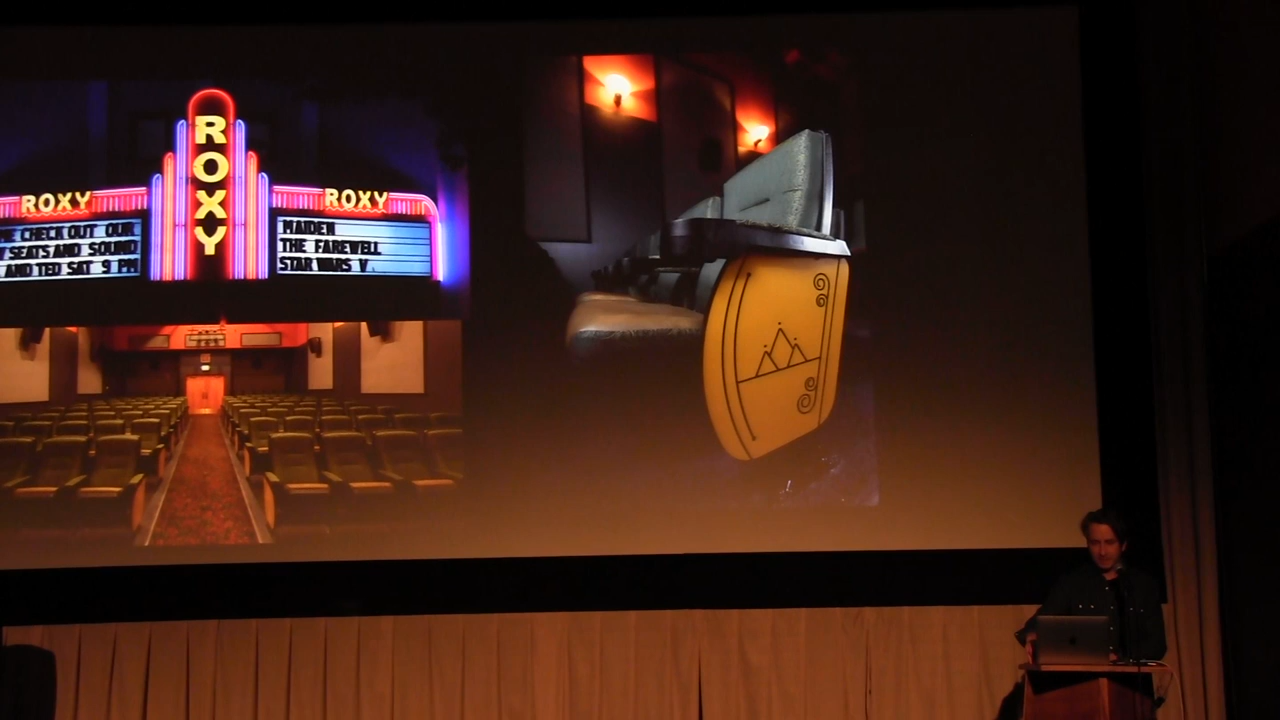 ROXY
ROXY
ROXY
CHECK OUT OUR
SEATS AND SOUND
AND TED SAT 9 PM
MAIDEN
THE FAREWELL
STAR WARS V